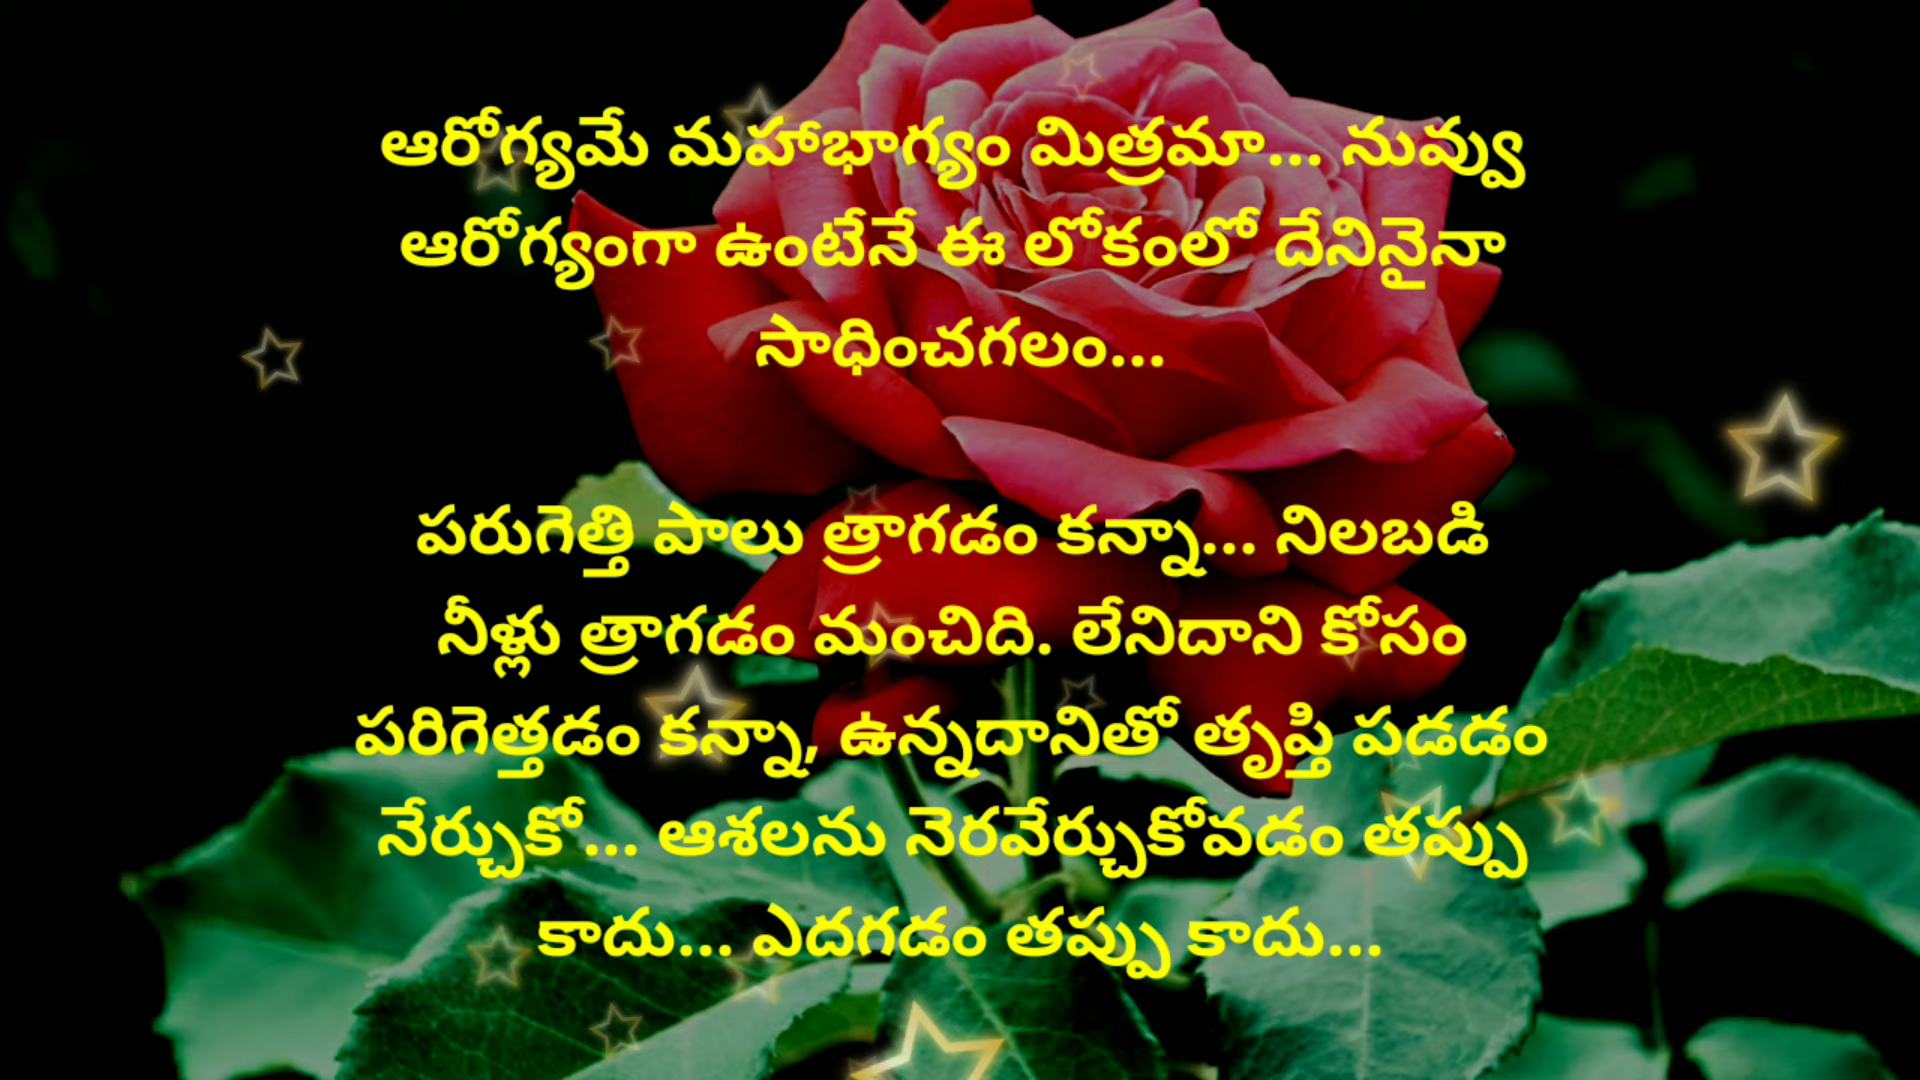 ఆరోగ్యమే మహాభాగ్యం మిత్రమా... నువ్వు
ఆరోగ్యంగా ఉంటేనే ఈ లోకంలో దేనినైనా
సాధించగలం...
పరుగెత్తి పాలు త్రాగడం కన్నా... నిలబడి
నీళ్లు త్రాగడం మంచిది. లేనిదాని కోసం
పరిగెత్తడం కన్నా, ఉన్నదానితో తృప్తి పడడం
నేర్చుకో... ఆశలను నెరవేర్చుకోవడం తప్పు
కాదు... ఎదగడం తప్పు కాదు...